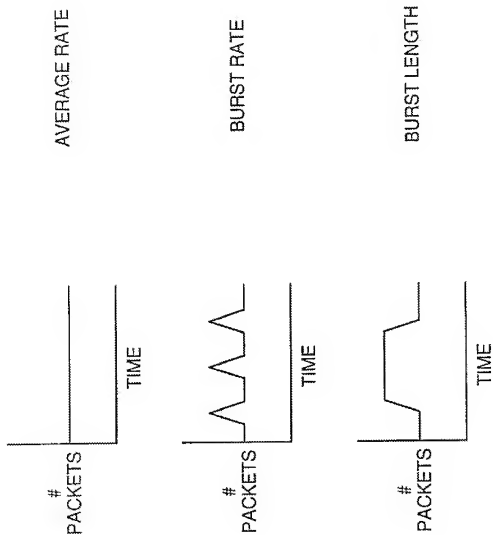 #
PACKETS
TIME
AVERAGE RATE
#
PACKETS
TIME
BURST RATE
#
PACKETS
TIME
BURST LENGTH